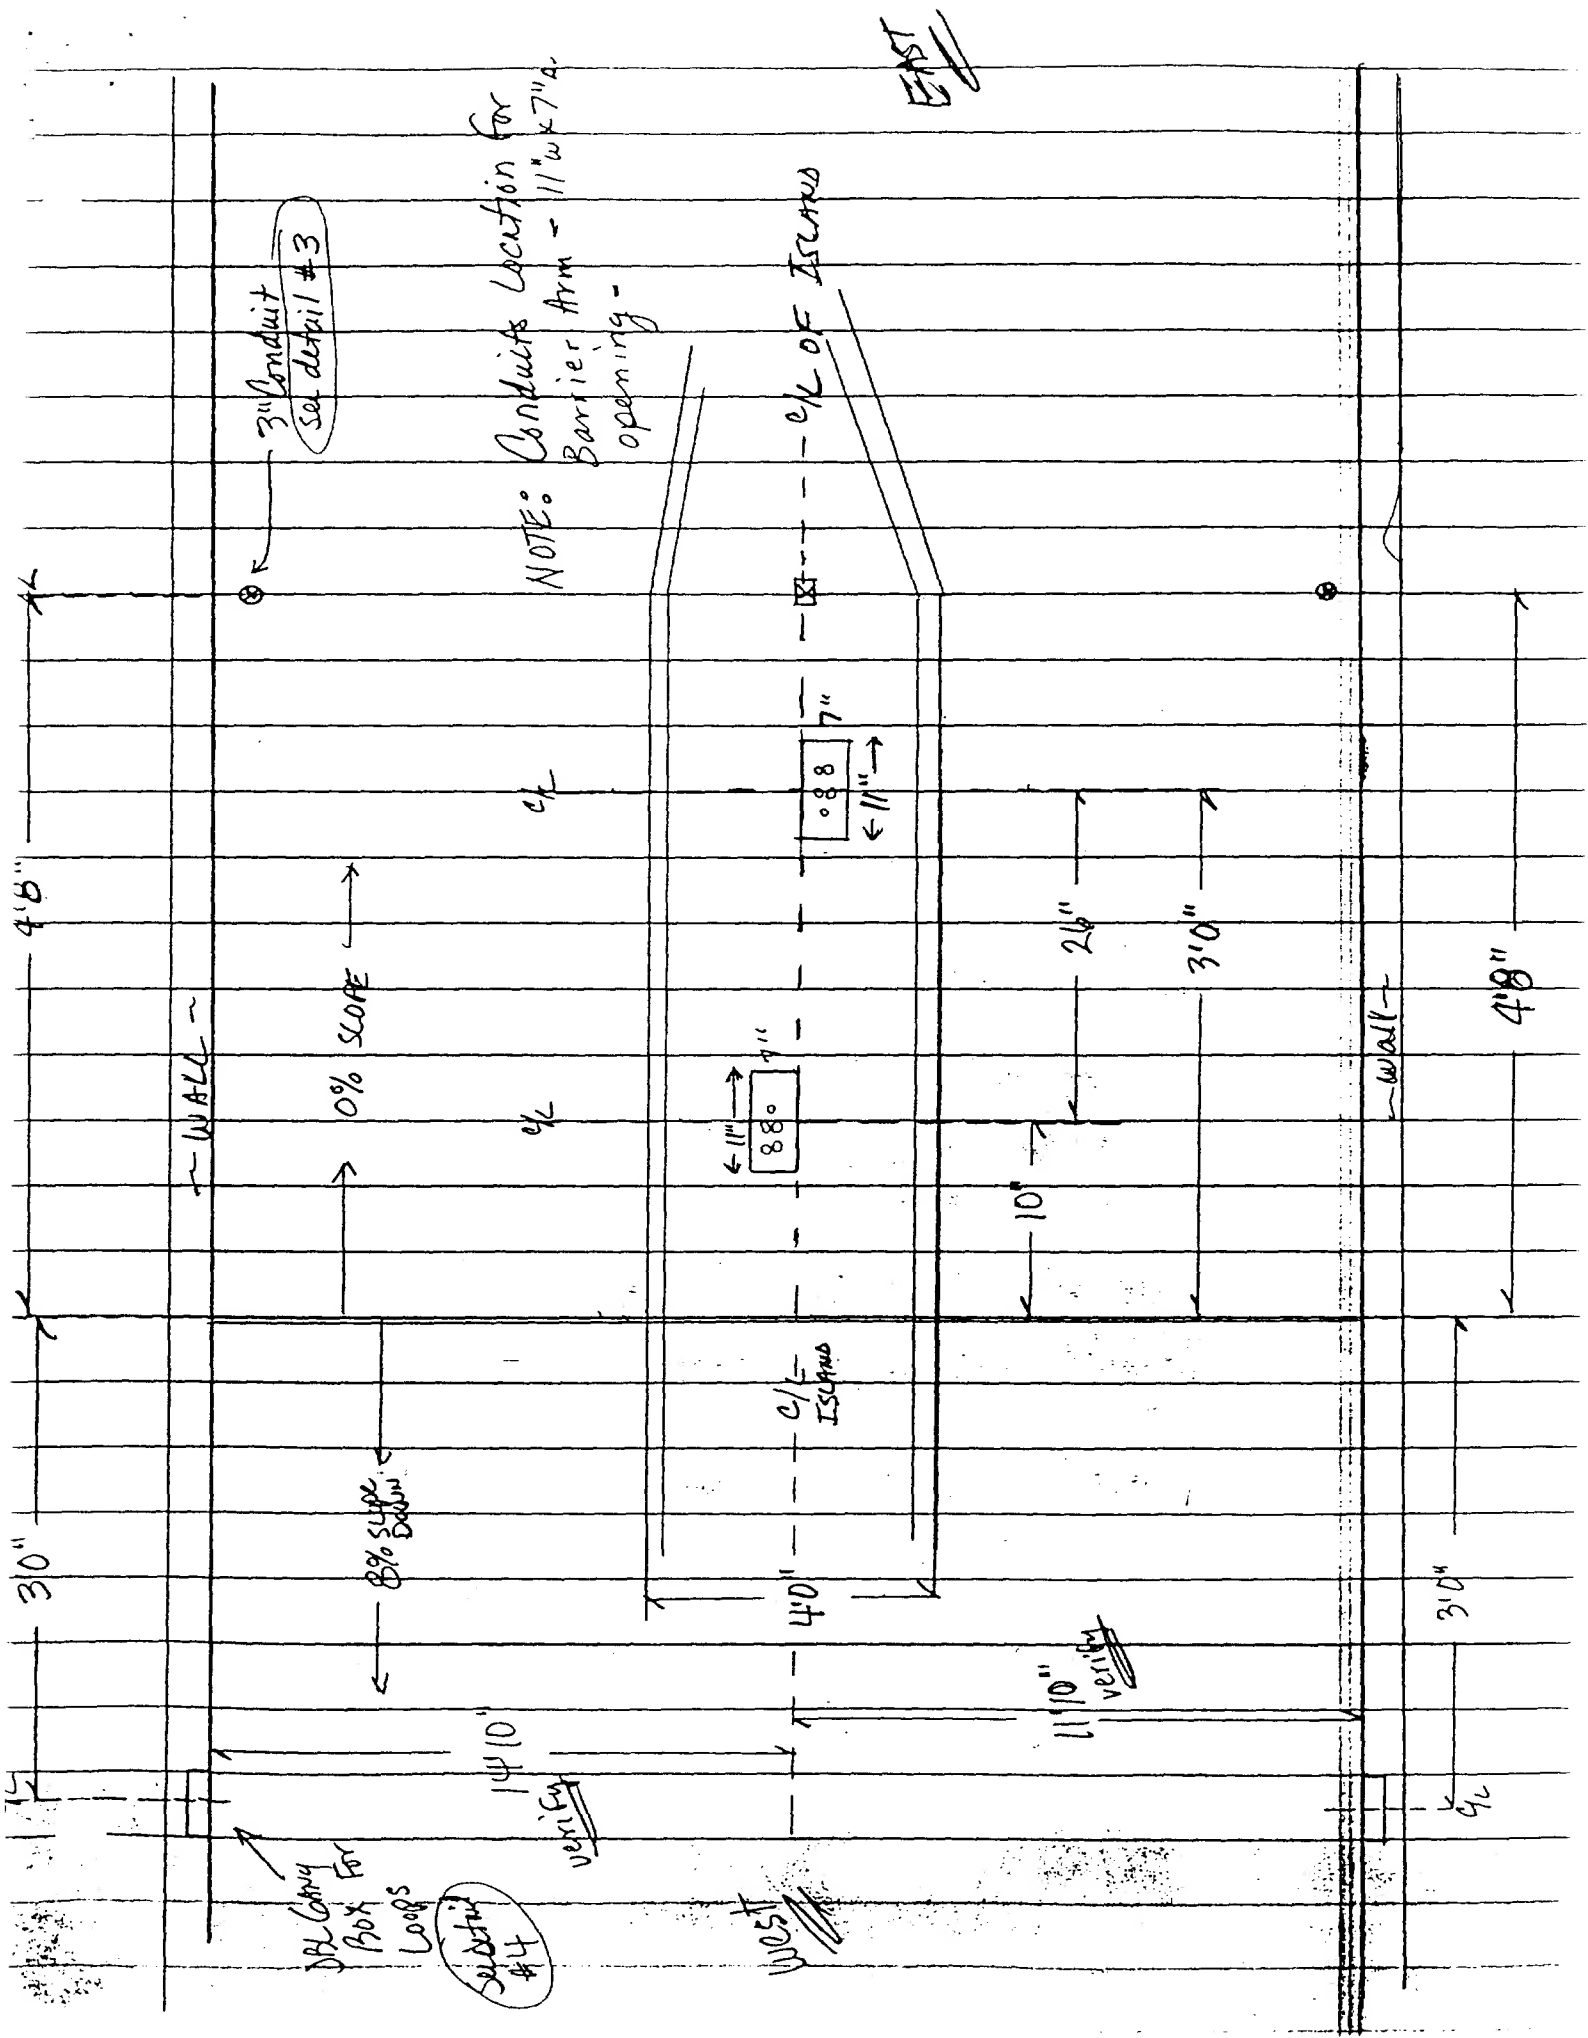 EAST
3" Conduit
see detail #3
NOTE: Conduits Location for
Barrier Arm - 11"w x 7"
opening -
4'8"
~ WALL ~
0% SLOPE
C/L
C/L
C/L OF ISLAND
7"
← 11" →
← 11" →
7"
26"
3'0"
10"
~ wall ~
4'8"
3'0"
8% SLOPE
DOWN
C/L
ISLAND
4'0"
14'10"
verify
11'10"
verify
3'0"
C/L
DBL GANG
Box For
Loops
See detail
#4
WEST